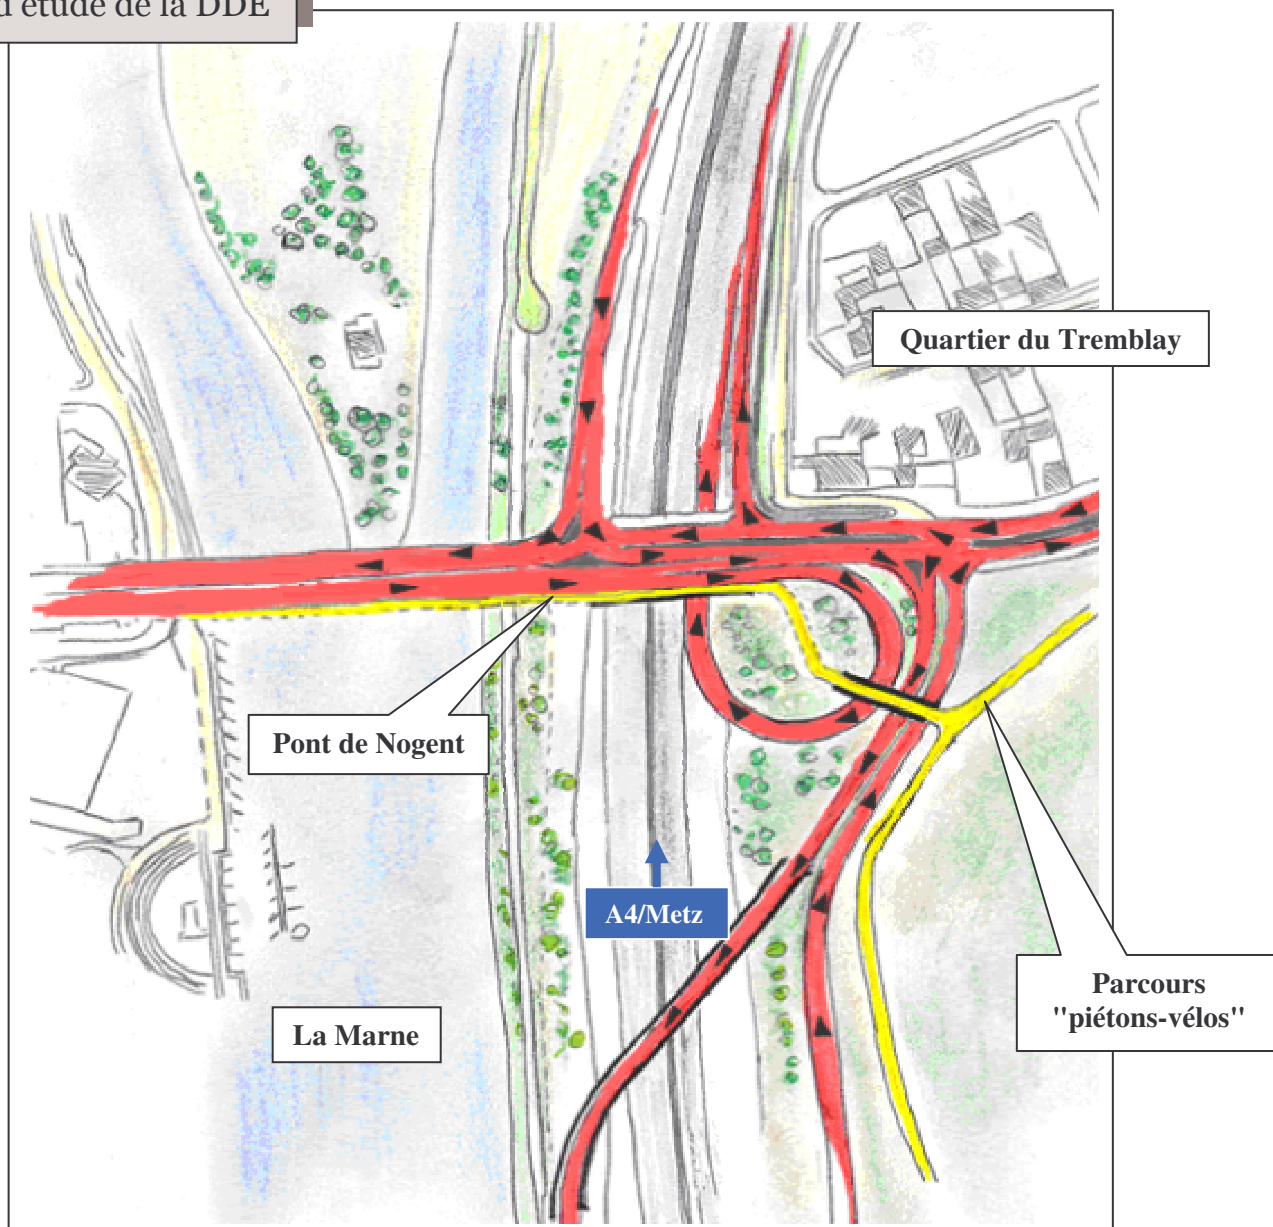 d'étude de la DDE
Quartier du Tremblay
Pont de Nogent
A4/Metz
La Marne
Parcours
"piétons-vélos"